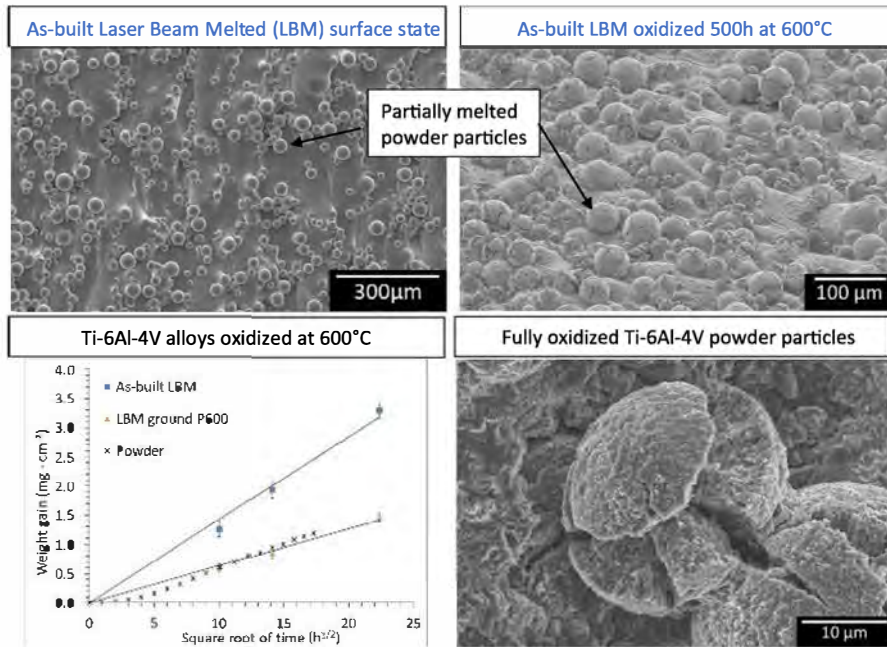 As-built Laser Beam Melted (LBM) surface state
As-built LBM oxidized 500h at 600°C
Partially melted
powder particles
300µm
100 µm
Ti-6Al-4V alloys oxidized at 600°C
Fully oxidized Ti-6Al-4V powder particles
4.0
3.5
3.0
2.5
2.0
1.5
1.0
0.5
0.0
Weight gain (mg · cm⁻²)
As-built LBM
LBM ground P600
Powder
0
5
10
15
20
25
Square root of time (h¹/²)
10 µm